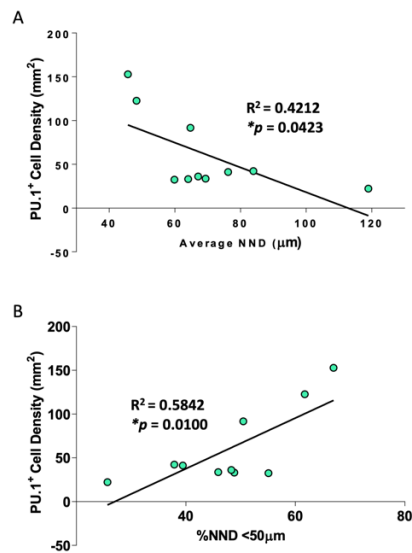 A
PU.1⁺ Cell Density (mm²)
200
150
100
50
0
-50
R² = 0.4212
*p = 0.0423
40
60
80
100
120
Average NND (μm)
B
PU.1⁺ Cell Density (mm²)
200
150
100
50
0
-50
R² = 0.5842
*p = 0.0100
40
60
80
%NND <50μm